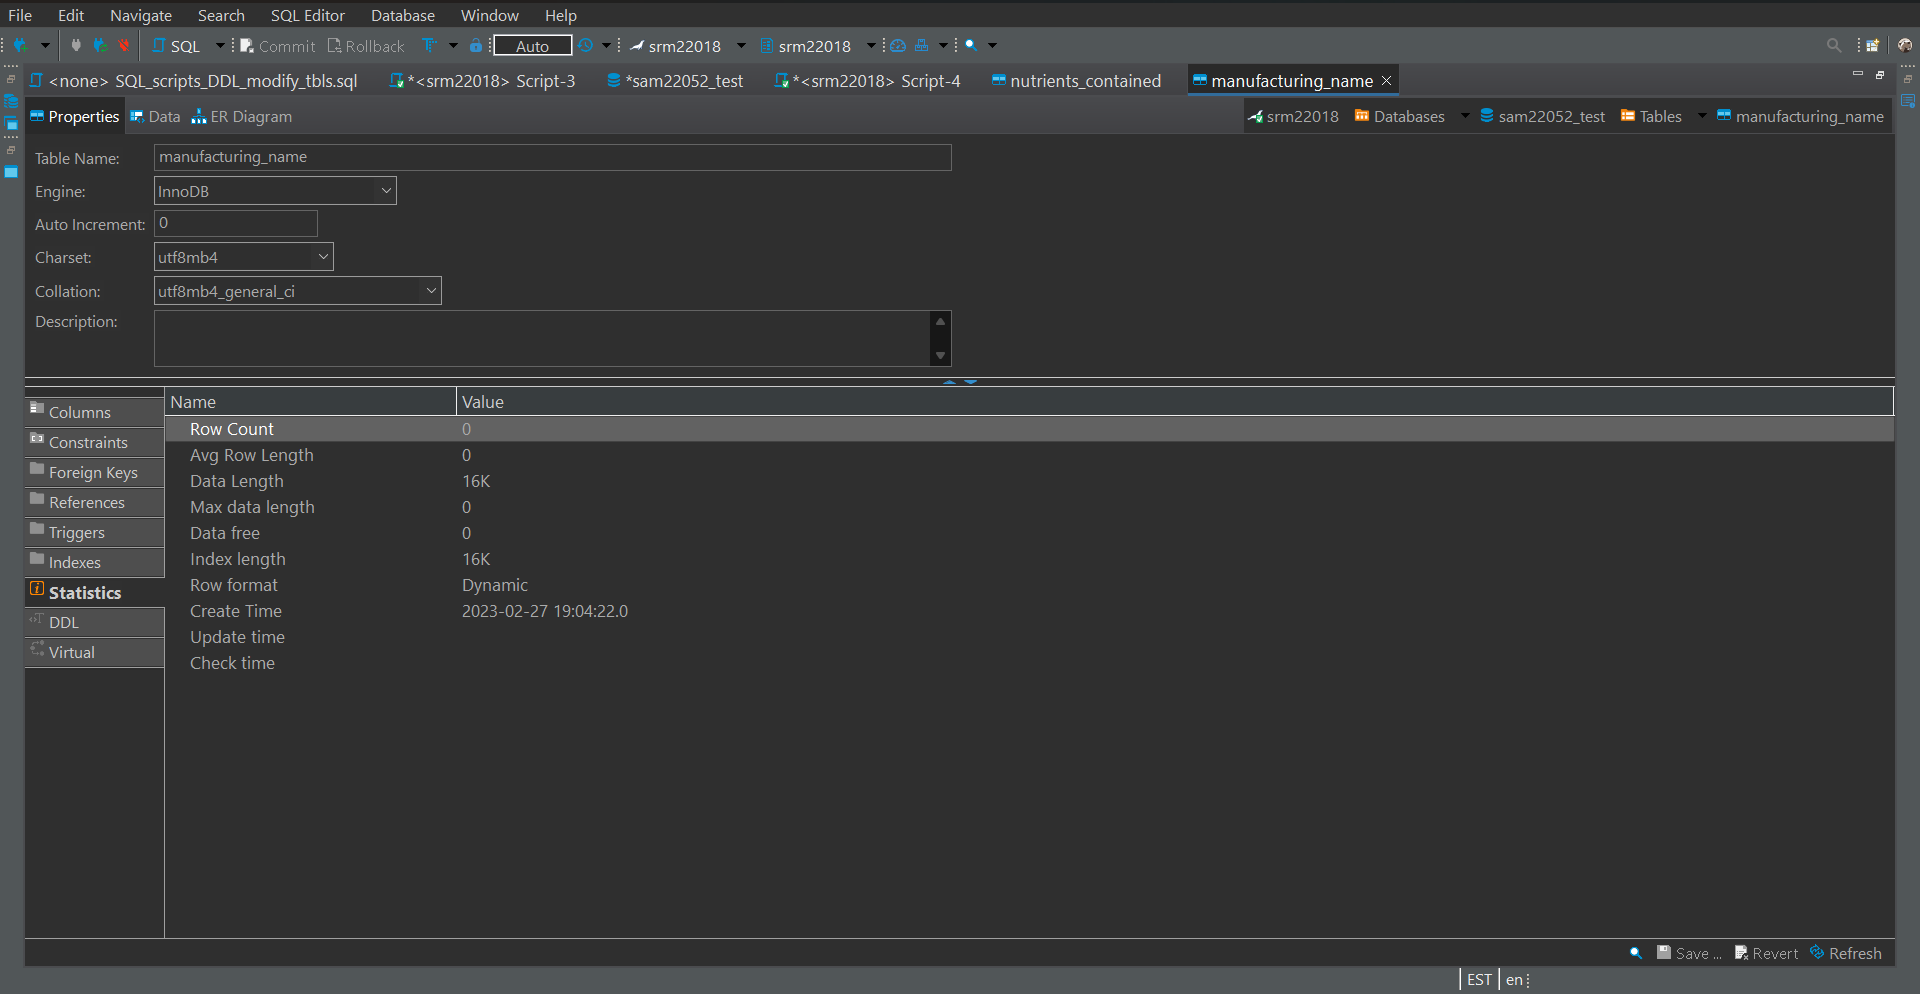 File Edit Navigate Search SQL Editor Database Window Help
SQL Commit Rollback Auto srm22018 srm22018
<none> SQL_scripts_DDL_modify_tbls.sql *<srm22018> Script-3 *sam22052_test *<srm22018> Script-4 nutrients_contained manufacturing_name
Properties Data ER Diagram srm22018 Databases sam22052_test Tables manufacturing_name
Table Name: manufacturing_name
Engine: InnoDB
Auto Increment: 0
Charset: utf8mb4
Collation: utf8mb4_general_ci
Description:
Columns
Constraints
Foreign Keys
References
Triggers
Indexes
Statistics
DDL
Virtual
Name Value
Row Count 0
Avg Row Length 0
Data Length 16K
Max data length 0
Data free 0
Index length 16K
Row format Dynamic
Create Time 2023-02-27 19:04:22.0
Update time
Check time
Save ... Revert Refresh
EST en